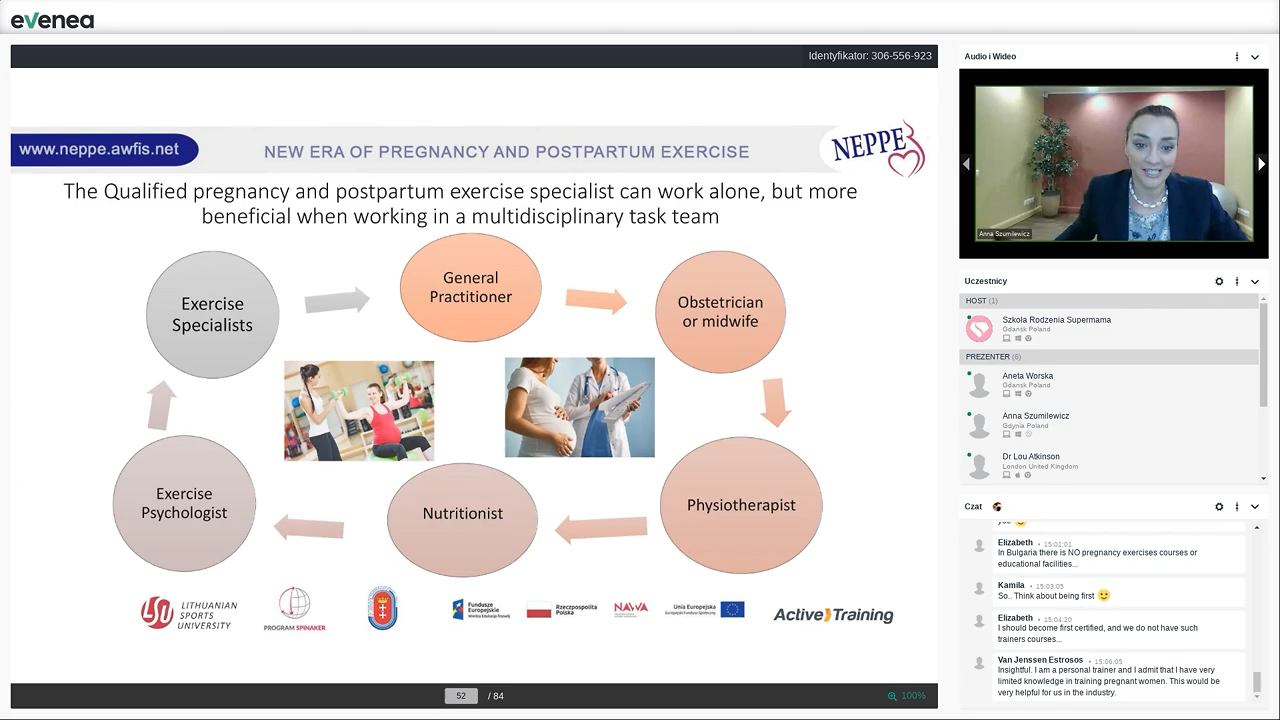 evenea
Identyfikator: 306-556-923
www.neppe.awfis.net
NEW ERA OF PREGNANCY AND POSTPARTUM EXERCISE
NEPPE
The Qualified pregnancy and postpartum exercise specialist can work alone, but more
beneficial when working in a multidisciplinary task team
Exercise
Specialists
General
Practitioner
Obstetrician
or midwife
Physiotherapist
Nutritionist
Exercise
Psychologist
LSU
LITHUANIAN
SPORTS
UNIVERSITY
PROGRAM SPINAKER
Fundusze
Europejskie
Wiedza Edukacja Rozwój
Rzeczpospolita
Polska
NAWA
Unia Europejska
Europejski Fundusz Społeczny
Active Training
52
/ 84
100%
Audio i Wideo
Anna Szumilewicz
Uczestnicy
HOST (1)
Szkoła Rodzenia Supermama
Gdansk Poland
PREZENTER (6)
Aneta Worska
Gdansk Poland
Anna Szumilewicz
Gdynia Poland
Dr Lou Atkinson
London United Kingdom
Czat
Elizabeth • 15:01:01
In Bulgaria there is NO pregnancy exercises courses or
educational facilities...
Kamila • 15:03:05
So.. Think about being first
Elizabeth • 15:04:20
I should become first certified, and we do not have such
trainers courses...
Van Jenssen Estrosos • 15:06:05
Insightful. I am a personal trainer and I admit that I have very
limited knowledge in training pregnant women. This would be
very helpful for us in the industry.